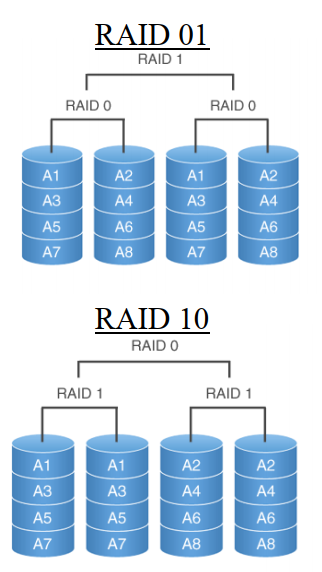 RAID 01
RAID 1
RAID 0 RAID 0
A1 A2 A1 A2
A3 A4 A3 A4
A5 A6 A5 A6
A7 A8 A7 A8
RAID 10
RAID 0
RAID 1 RAID 1
A1 A1 A2 A2
A3 A3 A4 A4
A5 A5 A6 A6
A7 A7 A8 A8